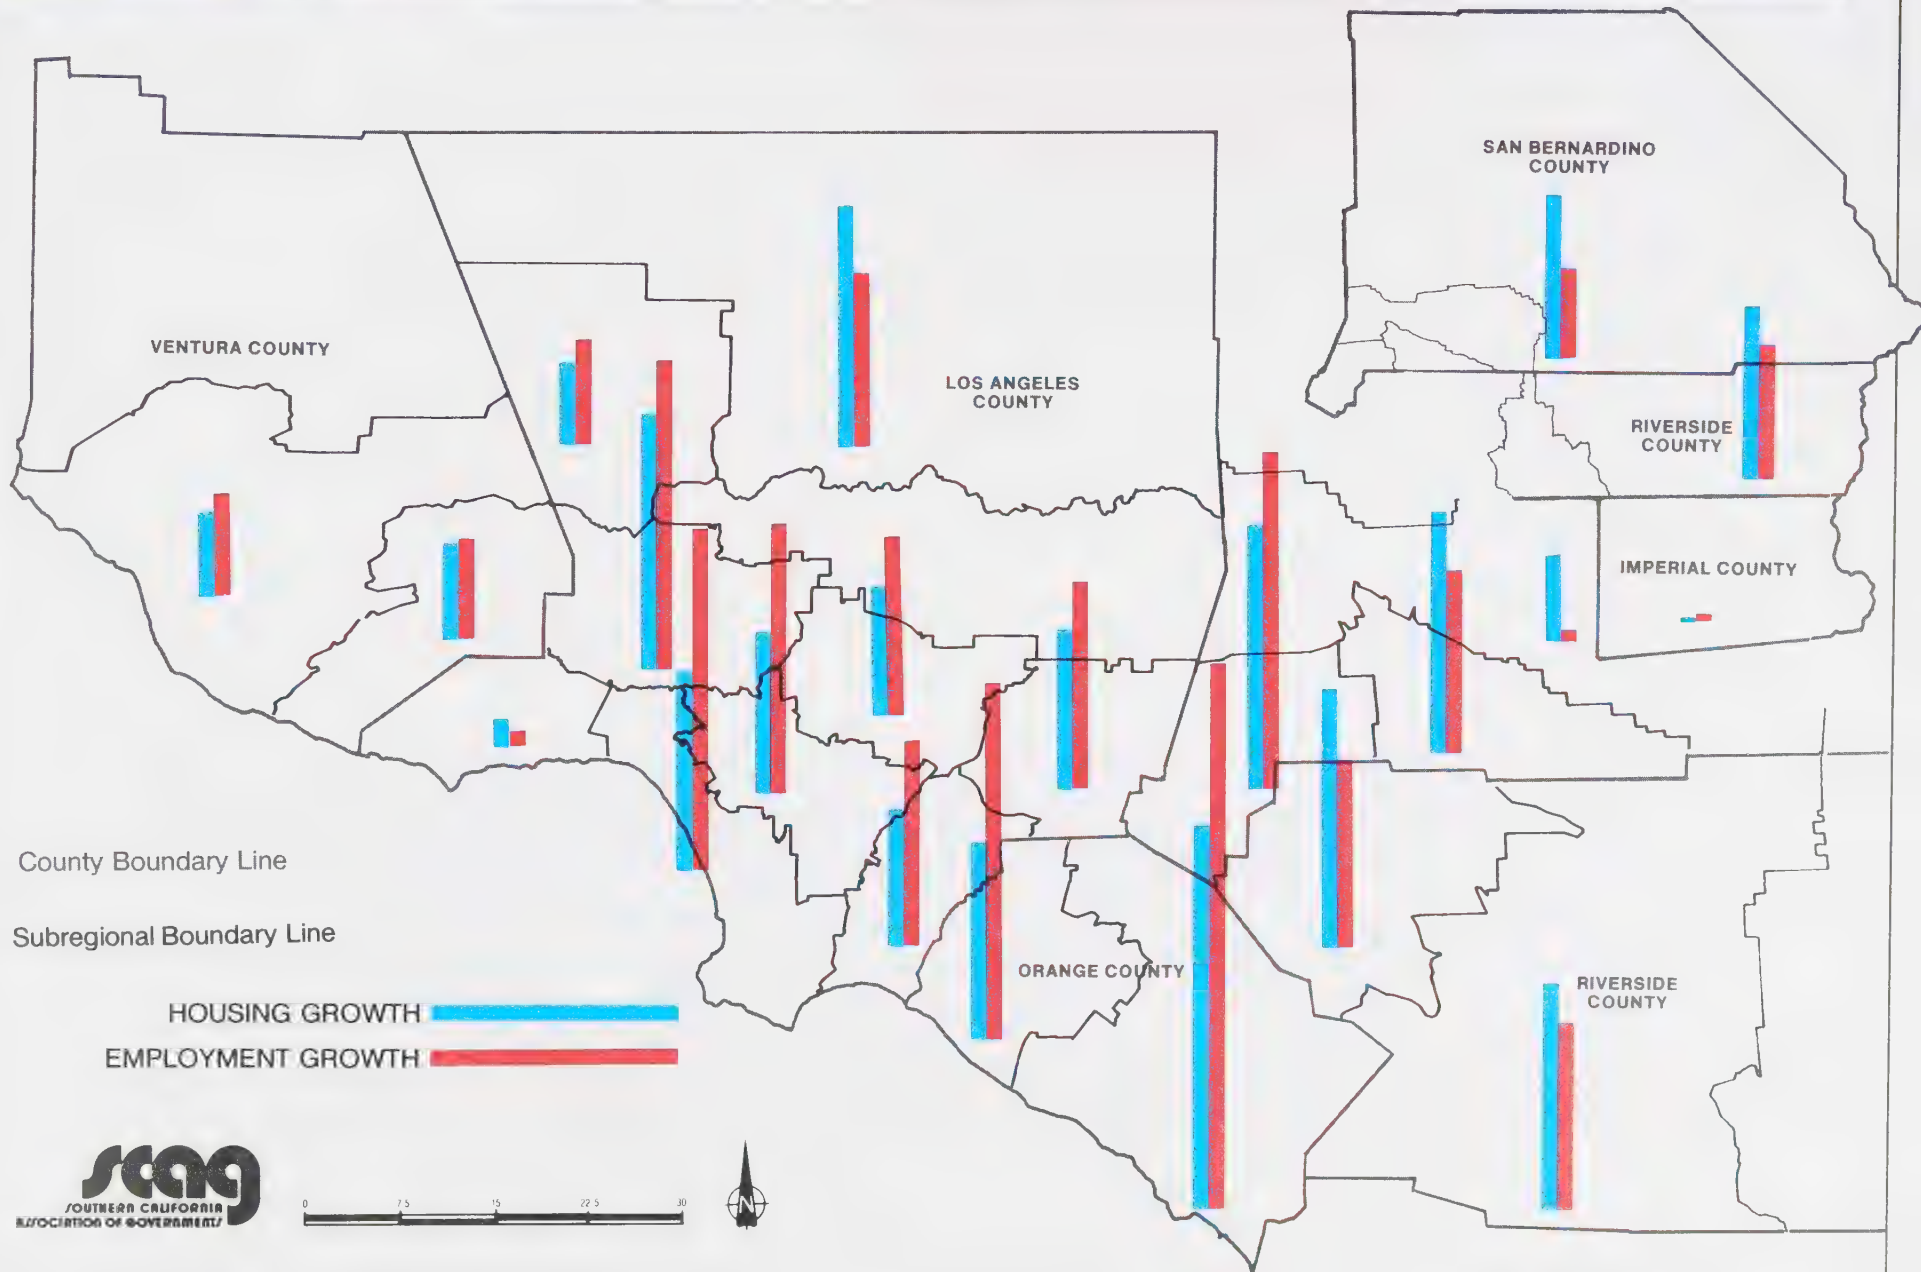 SAN BERNARDINO
COUNTY
VENTURA COUNTY
LOS ANGELES
COUNTY
RIVERSIDE
COUNTY
IMPERIAL COUNTY
County Boundary Line
Subregional Boundary Line
ORANGE COUNTY
RIVERSIDE
COUNTY
HOUSING GROWTH
EMPLOYMENT GROWTH
scag
SOUTHERN CALIFORNIA
ASSOCIATION OF GOVERNMENTS
0 7.5 15 22.5 30
N